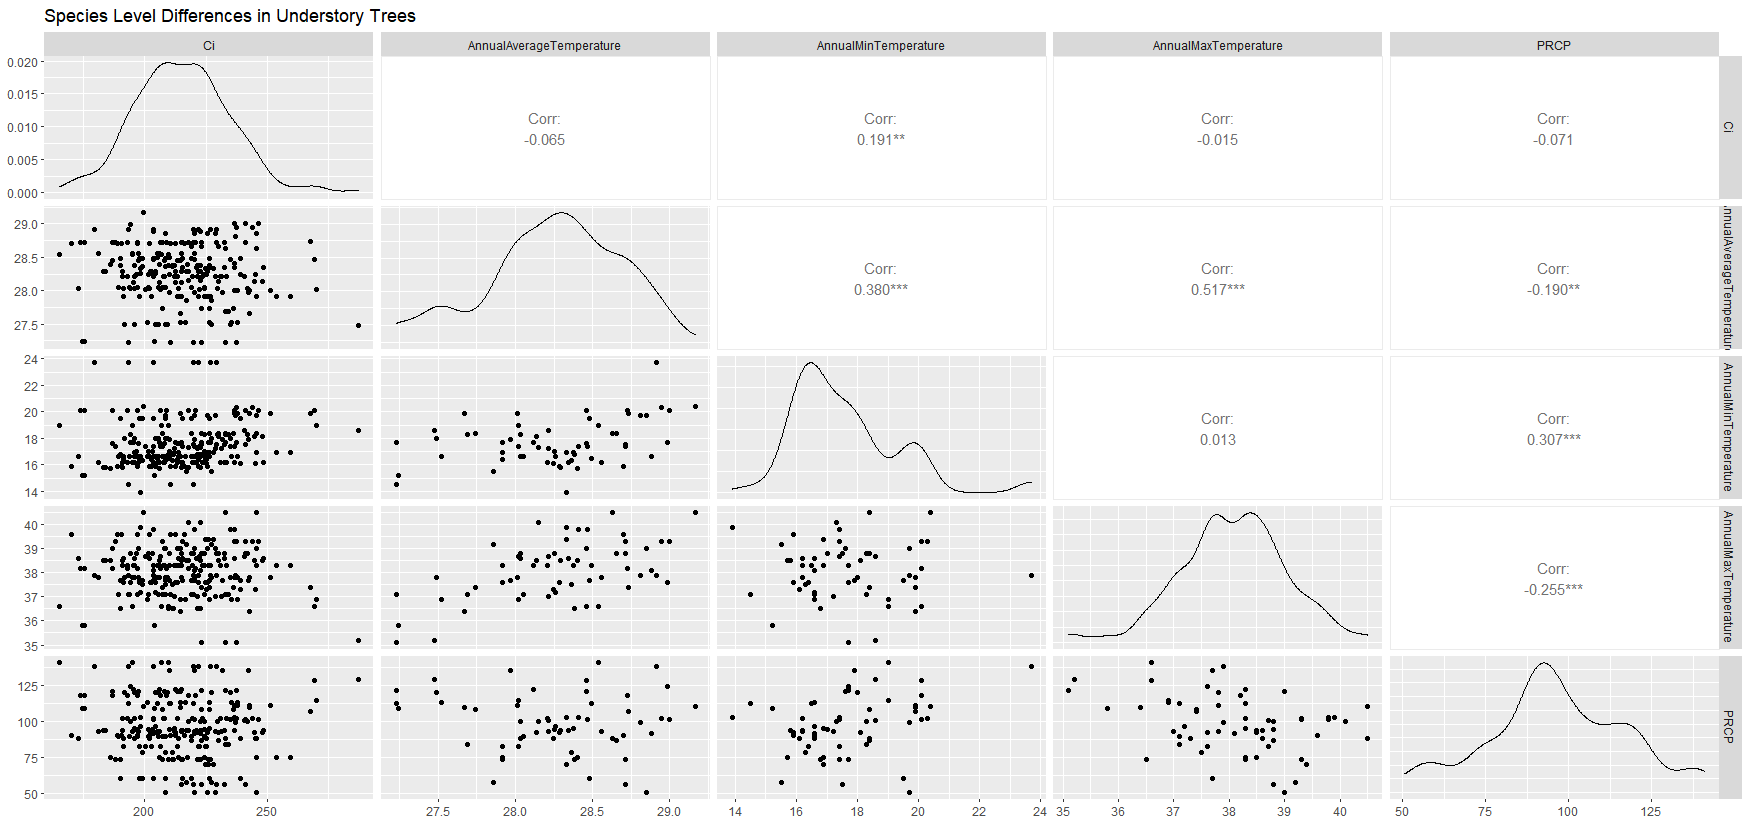 Species Level Differences in Understory Trees
Ci
AnnualAverageTemperature
AnnualMinTemperature
AnnualMaxTemperature
PRCP
0.020
0.015
0.010
0.005
0.000
Corr:
-0.065
Corr:
0.191**
Corr:
-0.015
Corr:
-0.071
Ci
29.0
28.5
28.0
27.5
Corr:
0.380***
Corr:
0.517***
Corr:
-0.190**
nnualAverageTemperatur
24
20
18
16
14
Corr:
0.013
Corr:
0.307***
AnnualMinTemperature
40
39
38
37
36
35
Corr:
-0.255***
AnnualMaxTemperature
125
100
75
50
PRCP
200
250
27.5
28.0
28.5
29.0
14
16
18
20
22
24
35
36
37
38
39
40
50
75
100
125